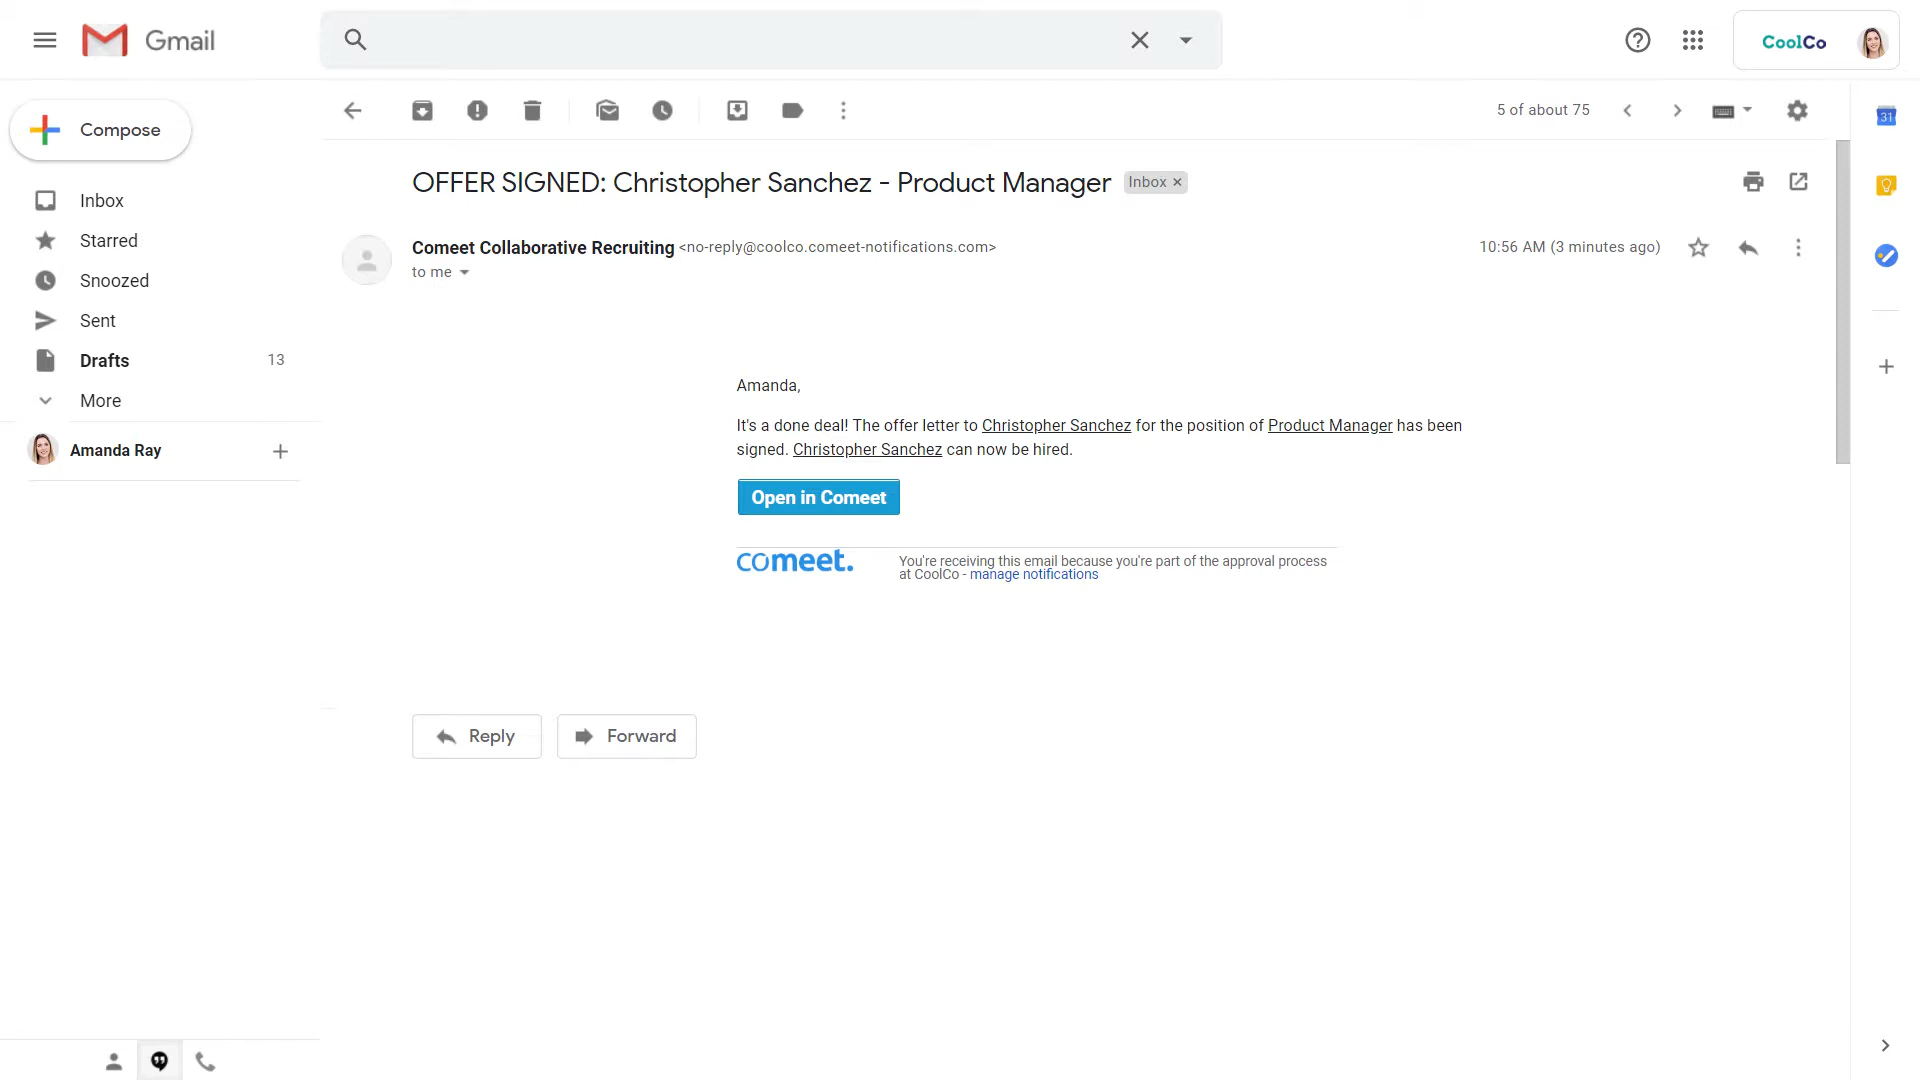 Gmail
CoolCo
Compose
5 of about 75
31
OFFER SIGNED: Christopher Sanchez - Product Manager
Inbox ×
Inbox
Starred
Snoozed
Sent
Drafts 13
More
Amanda Ray
Comeet Collaborative Recruiting <no-reply@coolco.comeet-notifications.com>
10:56 AM (3 minutes ago)
to me
Amanda,
It's a done deal! The offer letter to Christopher Sanchez for the position of Product Manager has been
signed. Christopher Sanchez can now be hired.
Open in Comeet
comeet.
You're receiving this email because you're part of the approval process
at CoolCo - manage notifications
Reply
Forward